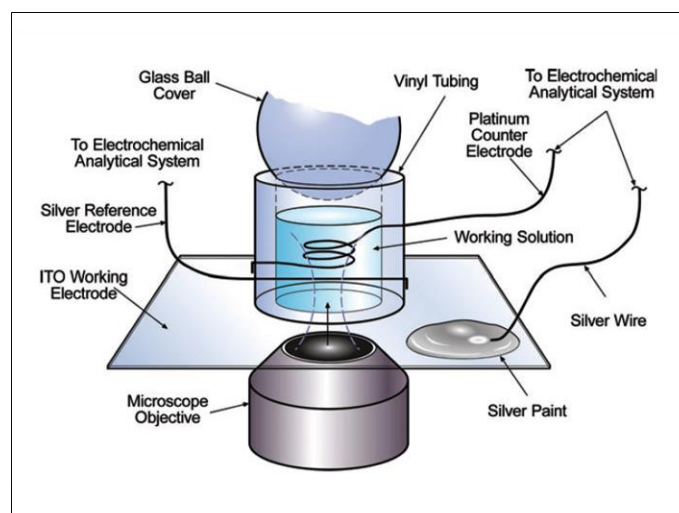 Glass Ball
Cover
Vinyl Tubing
To Electrochemical
Analytical System
Platinum
Counter
Electrode
To Electrochemical
Analytical System
Silver Reference
Electrode
Working Solution
ITO Working
Electrode
Silver Wire
Microscope
Objective
Silver Paint